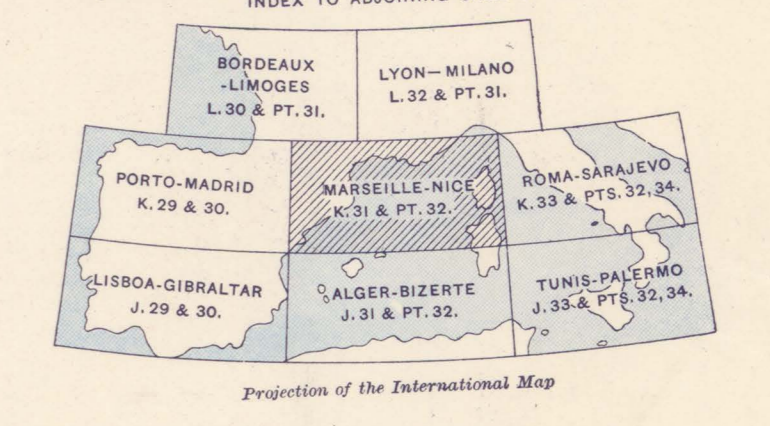 INDEX TO
BORDEAUX
-LIMOGES
L.30 & PT.31.
LYON—MILANO
L.32 & PT.31.
PORTO-MADRID
K.29 & 30.
MARSEILLE-NICE
K.31 & PT.32.
ROMA-SARAJEVO
K.33 & PTS.32,34.
LISBOA-GIBRALTAR
J.29 & 30.
ALGER-BIZERTE
J.31 & PT.32.
TUNIS-PALERMO
J.33 & PTS.32,34.
Projection of the International Map